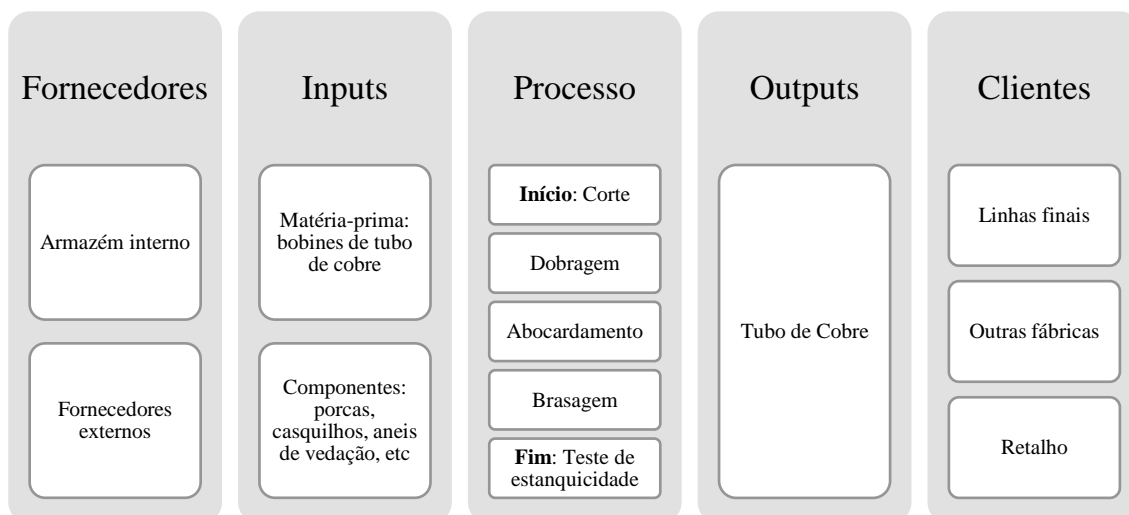 Fornecedores
Armazém interno
Fornecedores
externos
Inputs
Matéria-prima:
bobines de tubo
de cobre
Componentes:
porcas,
casquilhos, aneis
de vedação, etc
Processo
Início: Corte
Dobragem
Abocardamento
Brasagem
Fim: Teste de
estanquicidade
Outputs
Tubo de Cobre
Clientes
Linhas finais
Outras fábricas
Retalho